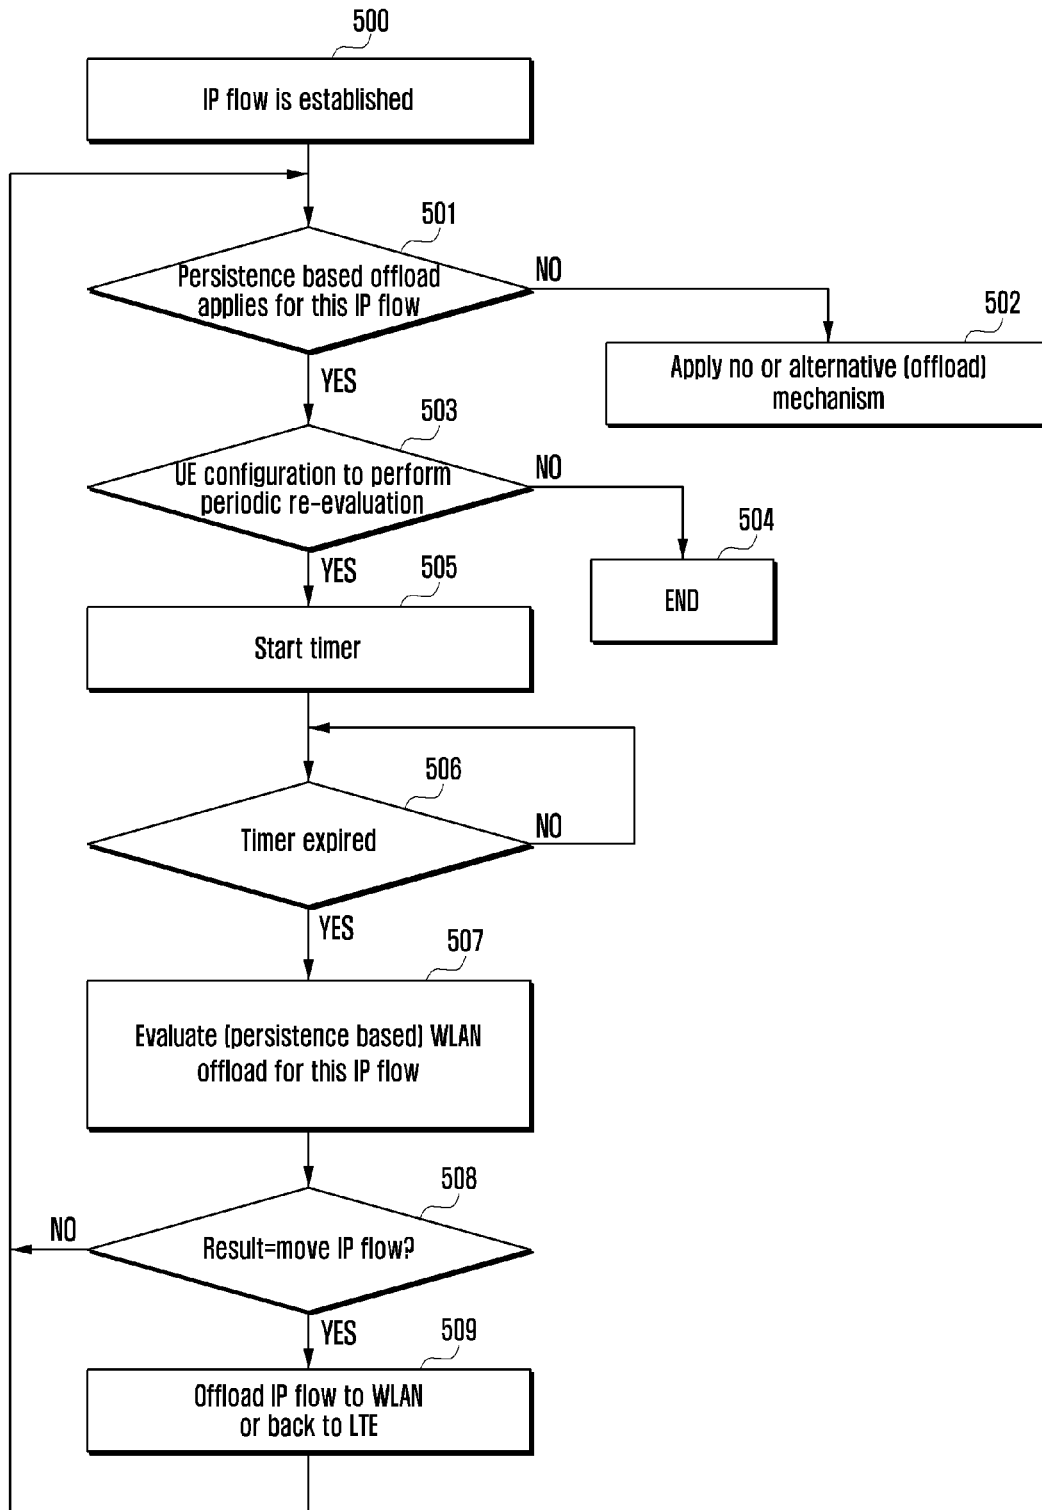 500
IP flow is established
501
Persistence based offload
applies for this IP flow
NO
502
Apply no or alternative (offload)
mechanism
YES
503
UE configuration to perform
periodic re-evaluation
NO
504
END
YES
505
Start timer
506
Timer expired
NO
YES
507
Evaluate (persistence based) WLAN
offload for this IP flow
508
Result=move IP flow?
NO
YES
509
Offload IP flow to WLAN
or back to LTE